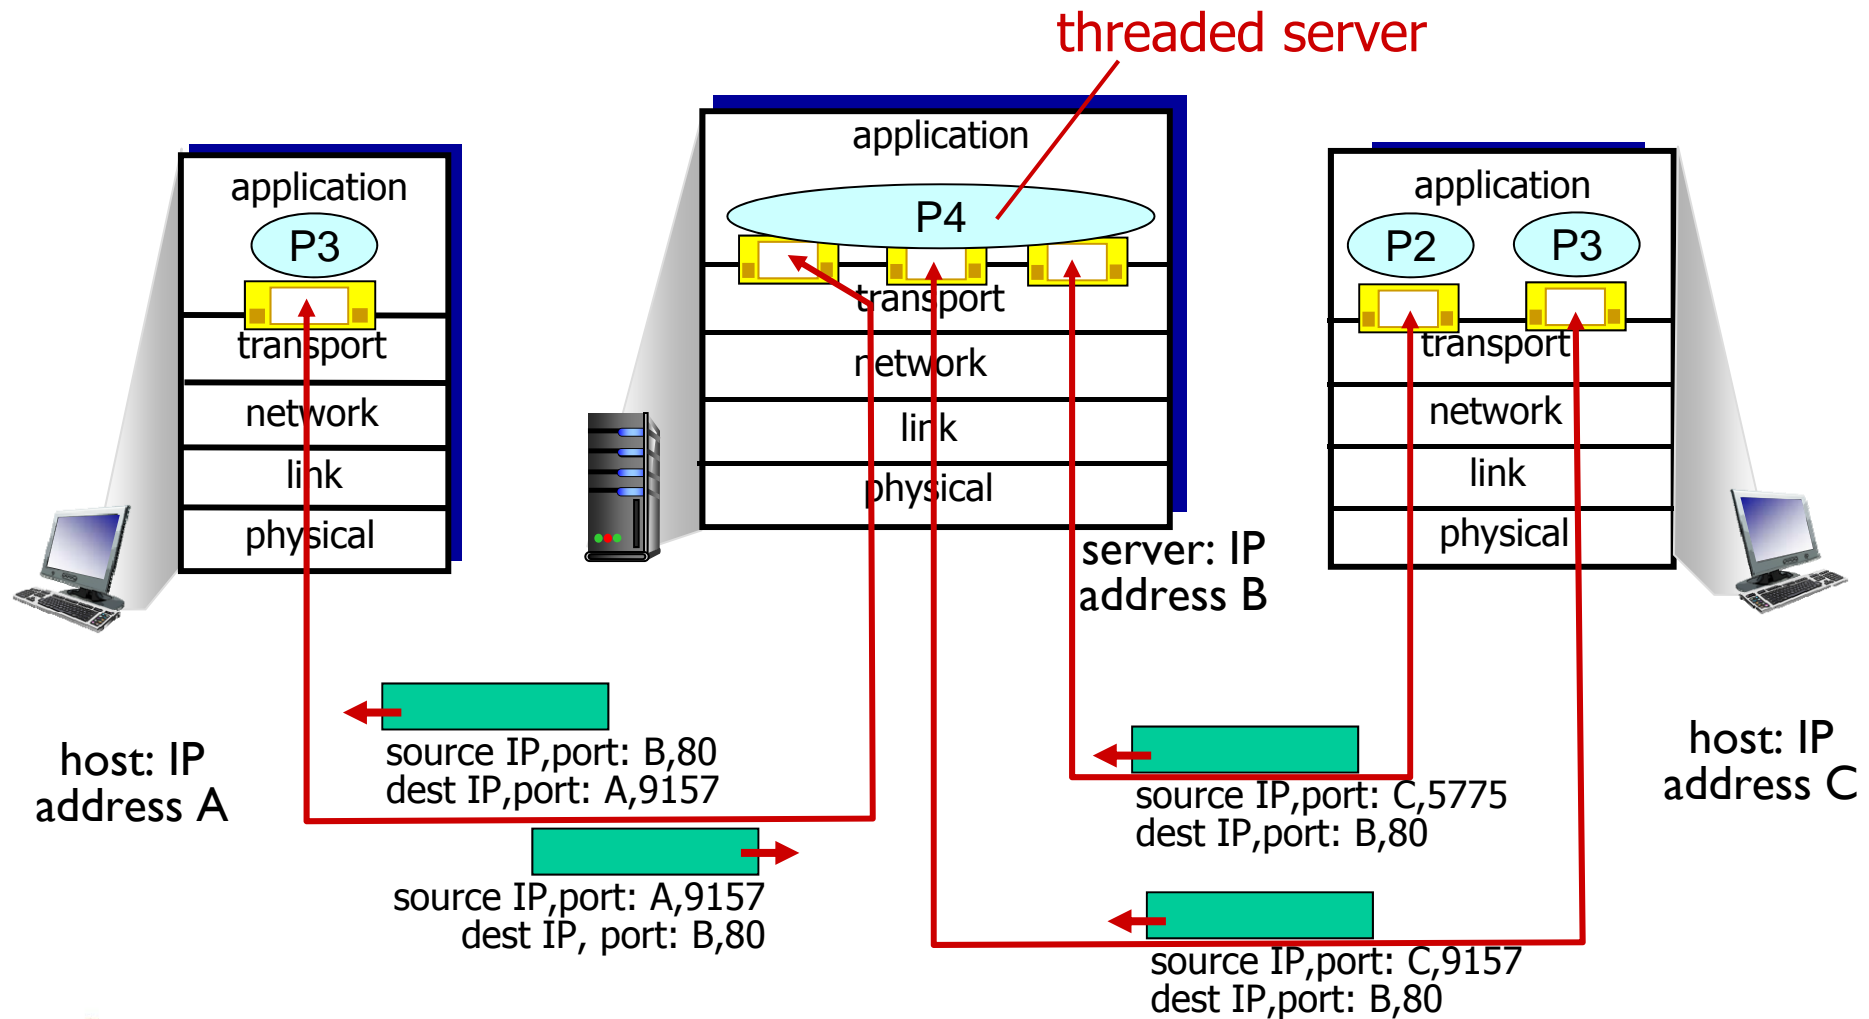 threaded server
application
P3
transport
network
link
physical
host: IP
address A
application
P4
transport
network
link
physical
server: IP
address B
application
P2
P3
transport
network
link
physical
host: IP
address C
source IP,port: B,80
dest IP,port: A,9157
source IP,port: A,9157
dest IP, port: B,80
source IP,port: C,5775
dest IP,port: B,80
source IP,port: C,9157
dest IP,port: B,80